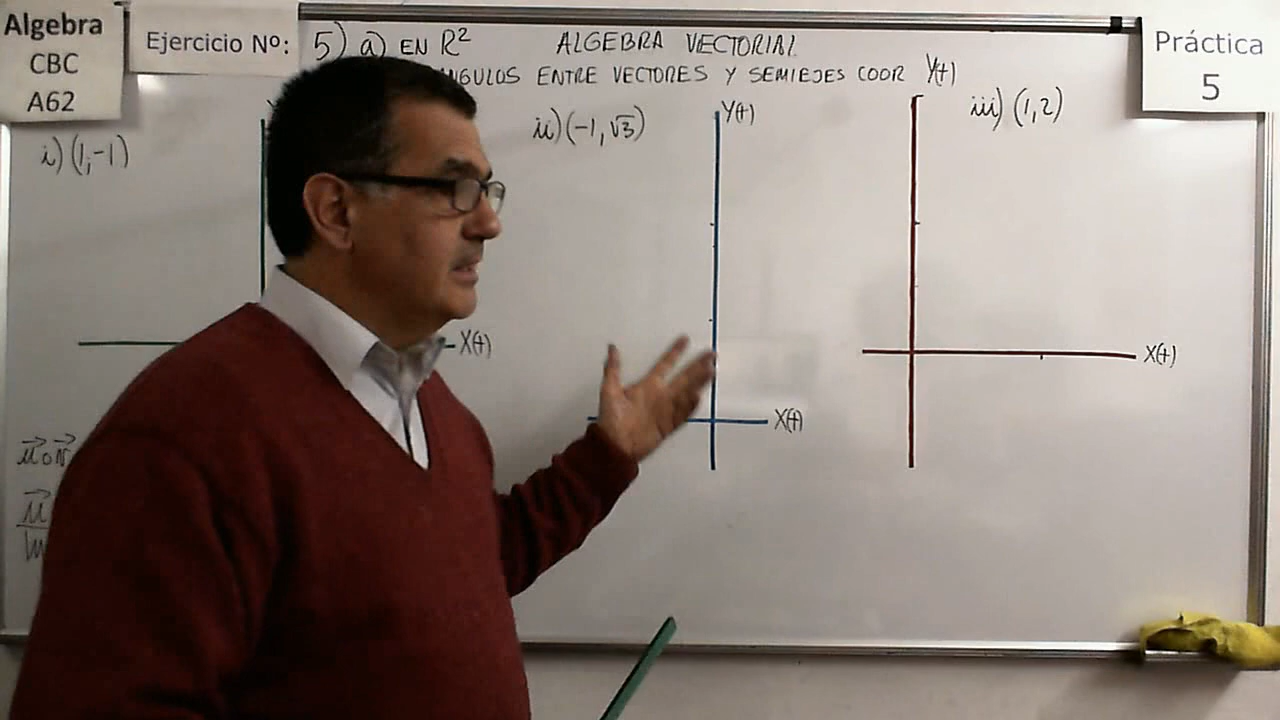 Algebra
CBC
A62
Ejercicio Nº:
5) a) EN R²
ALGEBRA VECTORIAL
ENTRE VECTORES Y SEMIEJES COOR
Práctica
5
i) (1,-1)
X(+)
ii) (-1,√3)
Y(+)
X(+)
iii) (1,2)
Y(+)
X(+)